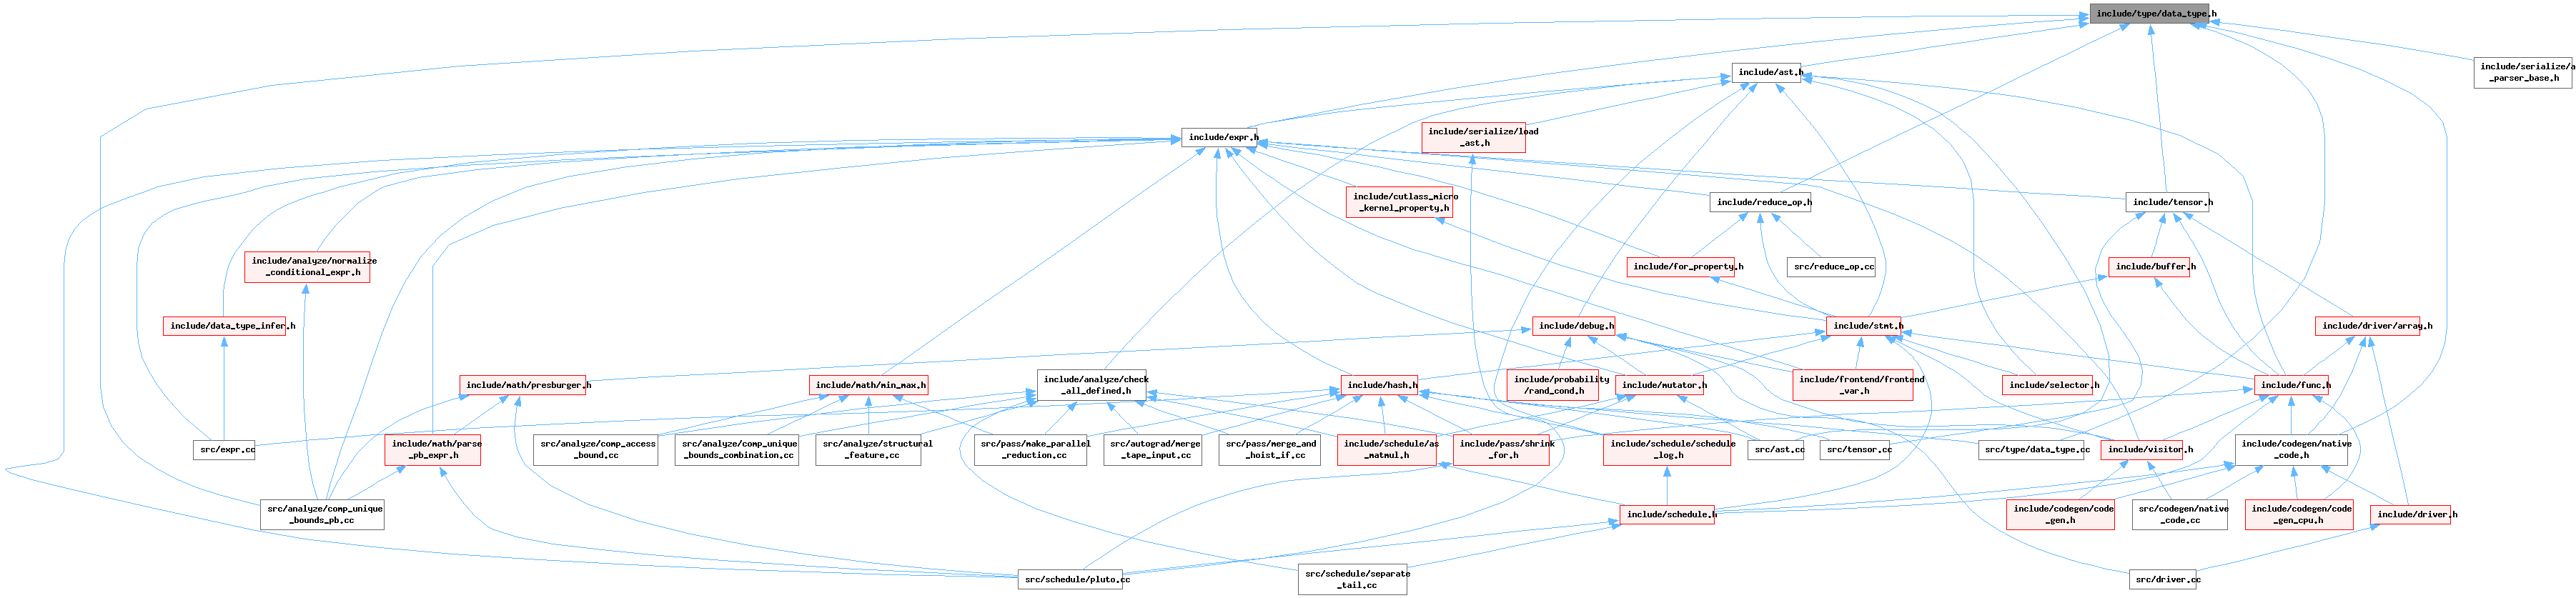 include/type/data_type.h
include/ast.h
include/serialize/a
_parser_base.h
include/expr.h
include/serialize/load
_ast.h
include/cutlass_micro
_kernel_property.h
include/reduce_op.h
include/tensor.h
include/analyze/normalize
_conditional_expr.h
include/for_property.h
src/reduce_op.cc
include/buffer.h
include/data_type_infer.h
include/debug.h
include/stmt.h
include/driver/array.h
include/math/presburger.h
include/math/min_max.h
include/analyze/check
_all_defined.h
include/hash.h
include/probability
/rand_cond.h
include/mutator.h
include/frontend/frontend
_var.h
include/selector.h
include/func.h
src/expr.cc
include/math/parse
_pb_expr.h
src/analyze/comp_access
_bound.cc
src/analyze/comp_unique
_bounds_combination.cc
src/analyze/structural
_feature.cc
src/pass/make_parallel
_reduction.cc
src/autograd/merge
_tape_input.cc
src/pass/merge_and
_hoist_if.cc
include/schedule/as
_matmul.h
include/pass/shrink
_for.h
include/schedule/schedule
_log.h
src/ast.cc
src/tensor.cc
src/type/data_type.cc
include/visitor.h
include/codegen/native
_code.h
src/analyze/comp_unique
_bounds_pb.cc
include/schedule.h
include/codegen/code
_gen.h
src/codegen/native
_code.cc
include/codegen/code
_gen_cpu.h
include/driver.h
src/schedule/pluto.cc
src/schedule/separate
_tail.cc
src/driver.cc